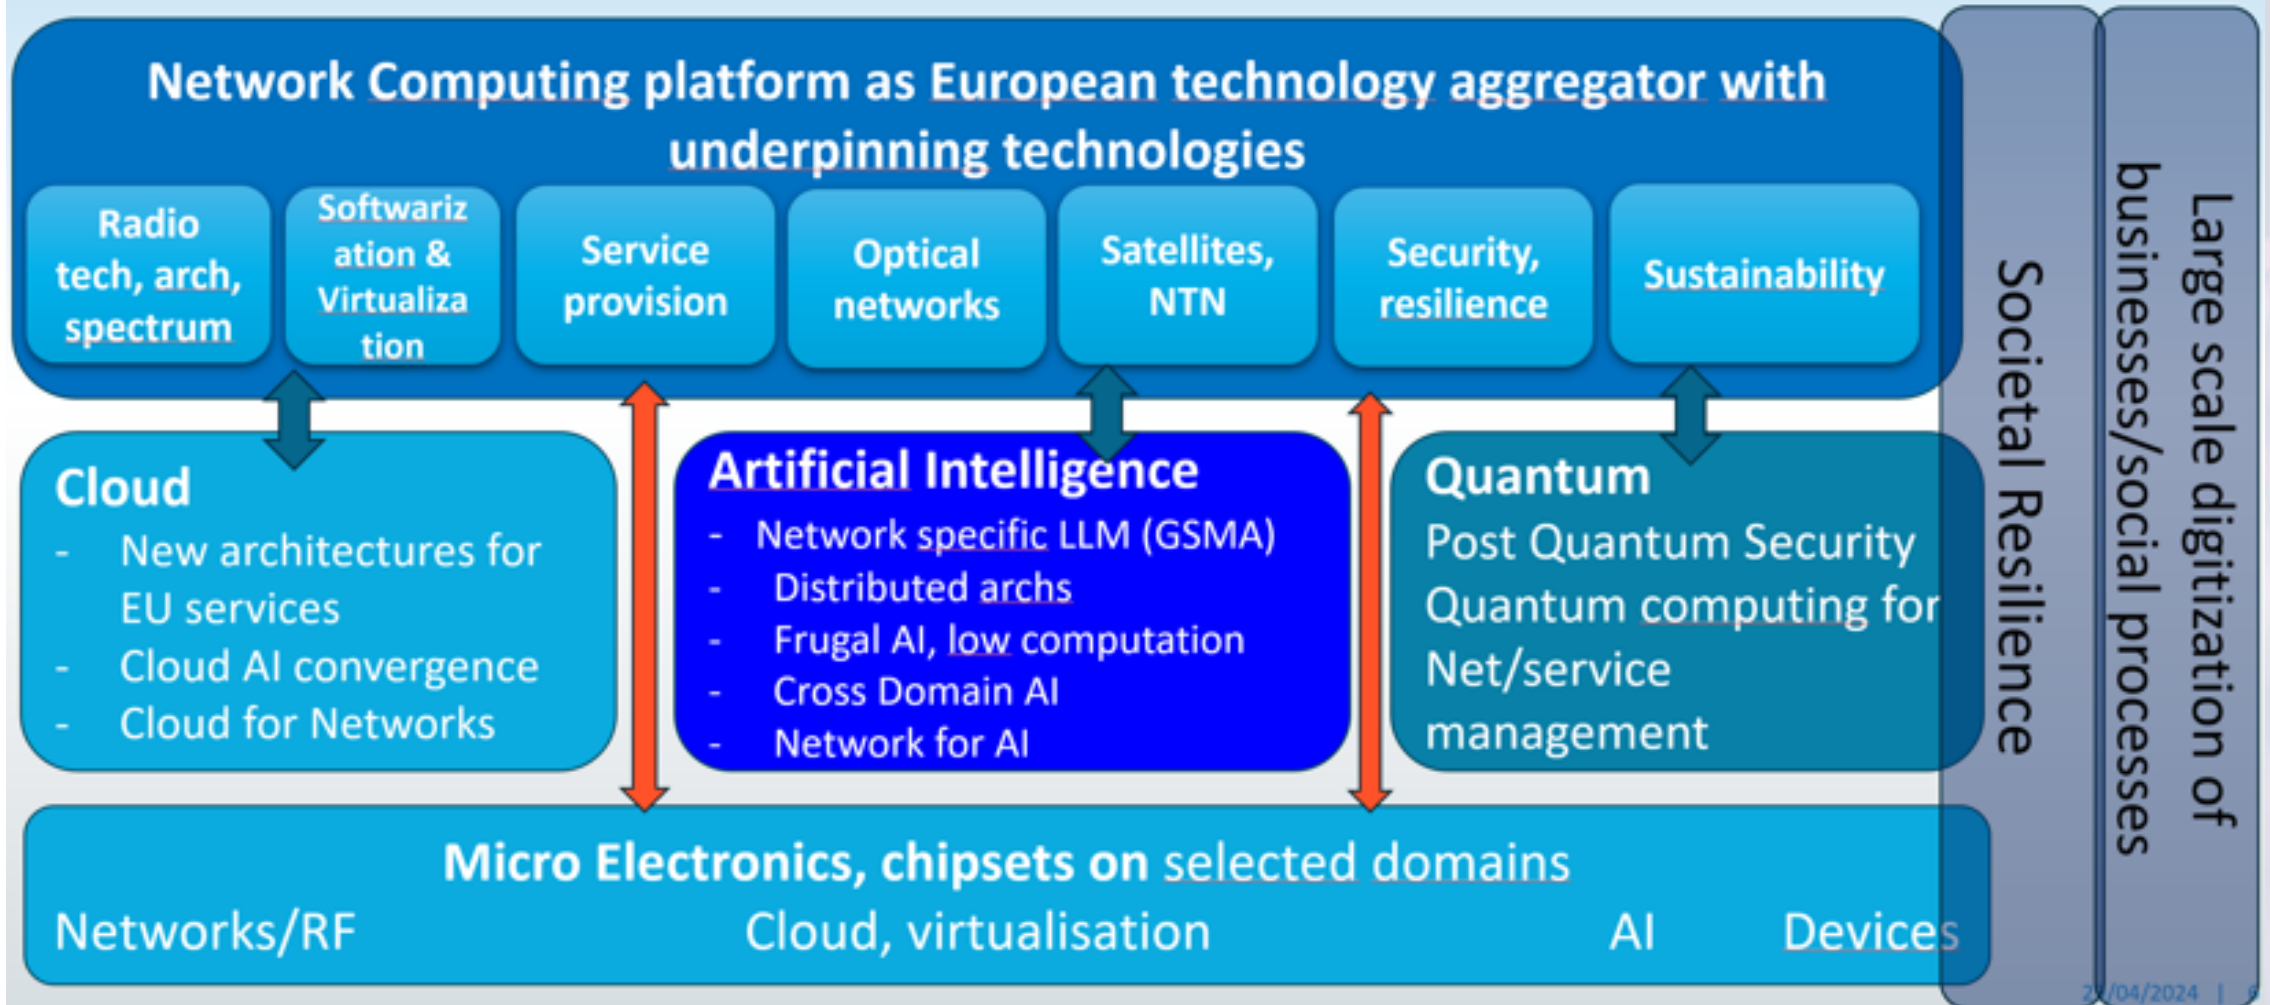 Network Computing platform as European technology aggregator with
underpinning technologies
Radio
tech, arch,
spectrum
Softwariz
ation &
Virtualiza
tion
Service
provision
Optical
networks
Satellites,
NTN
Security,
resilience
Sustainability
Cloud
- New architectures for
EU services
- Cloud AI convergence
- Cloud for Networks
Artificial Intelligence
- Network specific LLM (GSMA)
- Distributed archs
- Frugal AI, low computation
- Cross Domain AI
- Network for AI
Quantum
Post Quantum Security
Quantum computing for
Net/service
management
Micro Electronics, chipsets on selected domains
Networks/RF Cloud, virtualisation AI Devices
Societal Resilience
Large scale digitization of
businesses/social processes
/04/2024 |